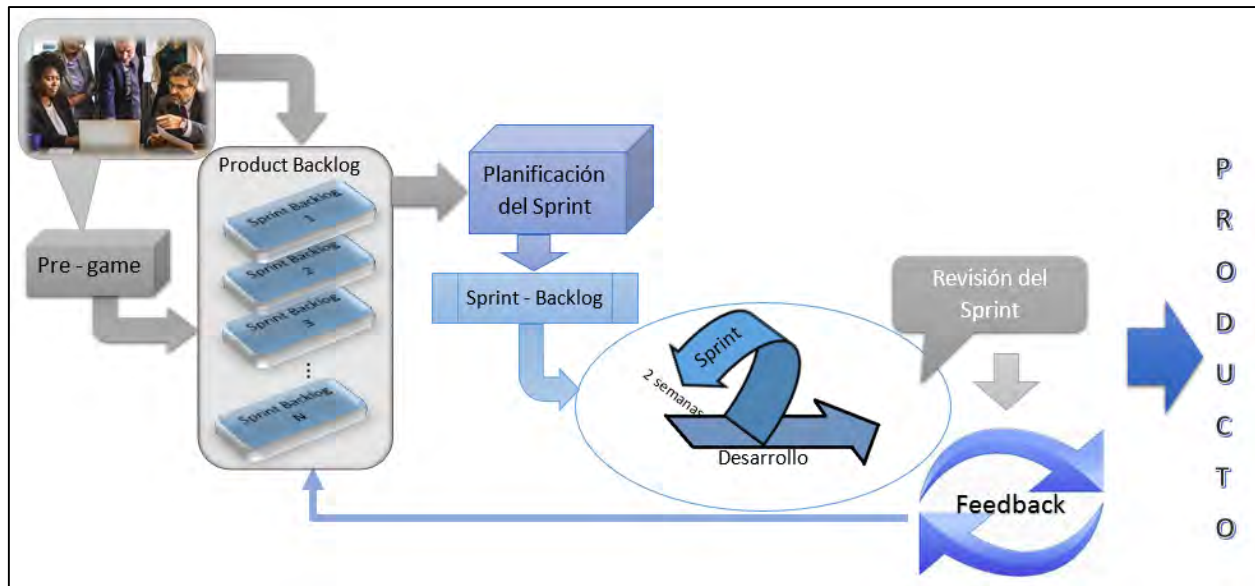 Product Backlog
Sprint Backlog
1
Sprint Backlog
2
Sprint Backlog
3
...
Sprint Backlog
N
Pre - game
Planificación
del Sprint
Sprint - Backlog
Sprint
2 semanas
Desarrollo
Revisión del
Sprint
Feedback
PRODUCTO